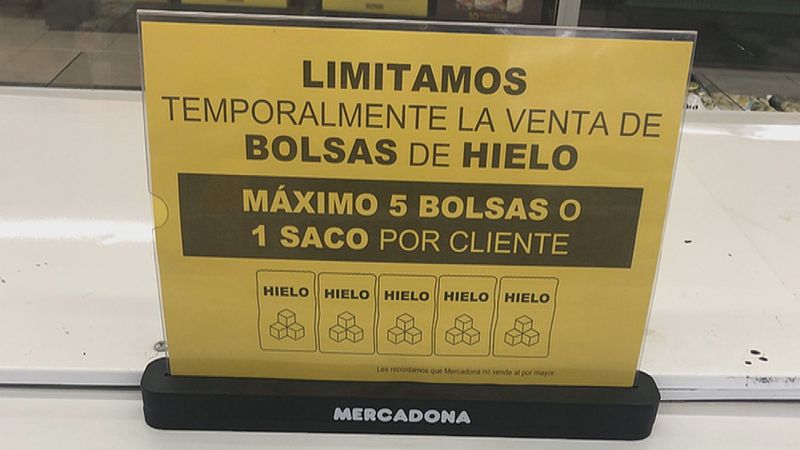 LIMITAMOS
TEMPORALMENTE LA VENTA DE
BOLSAS DE HIELO
MÁXIMO 5 BOLSAS O
1 SACO POR CLIENTE
HIELO HIELO HIELO HIELO HIELO
Les recordamos que Mercadona no vende al por mayor.
MERCADONA